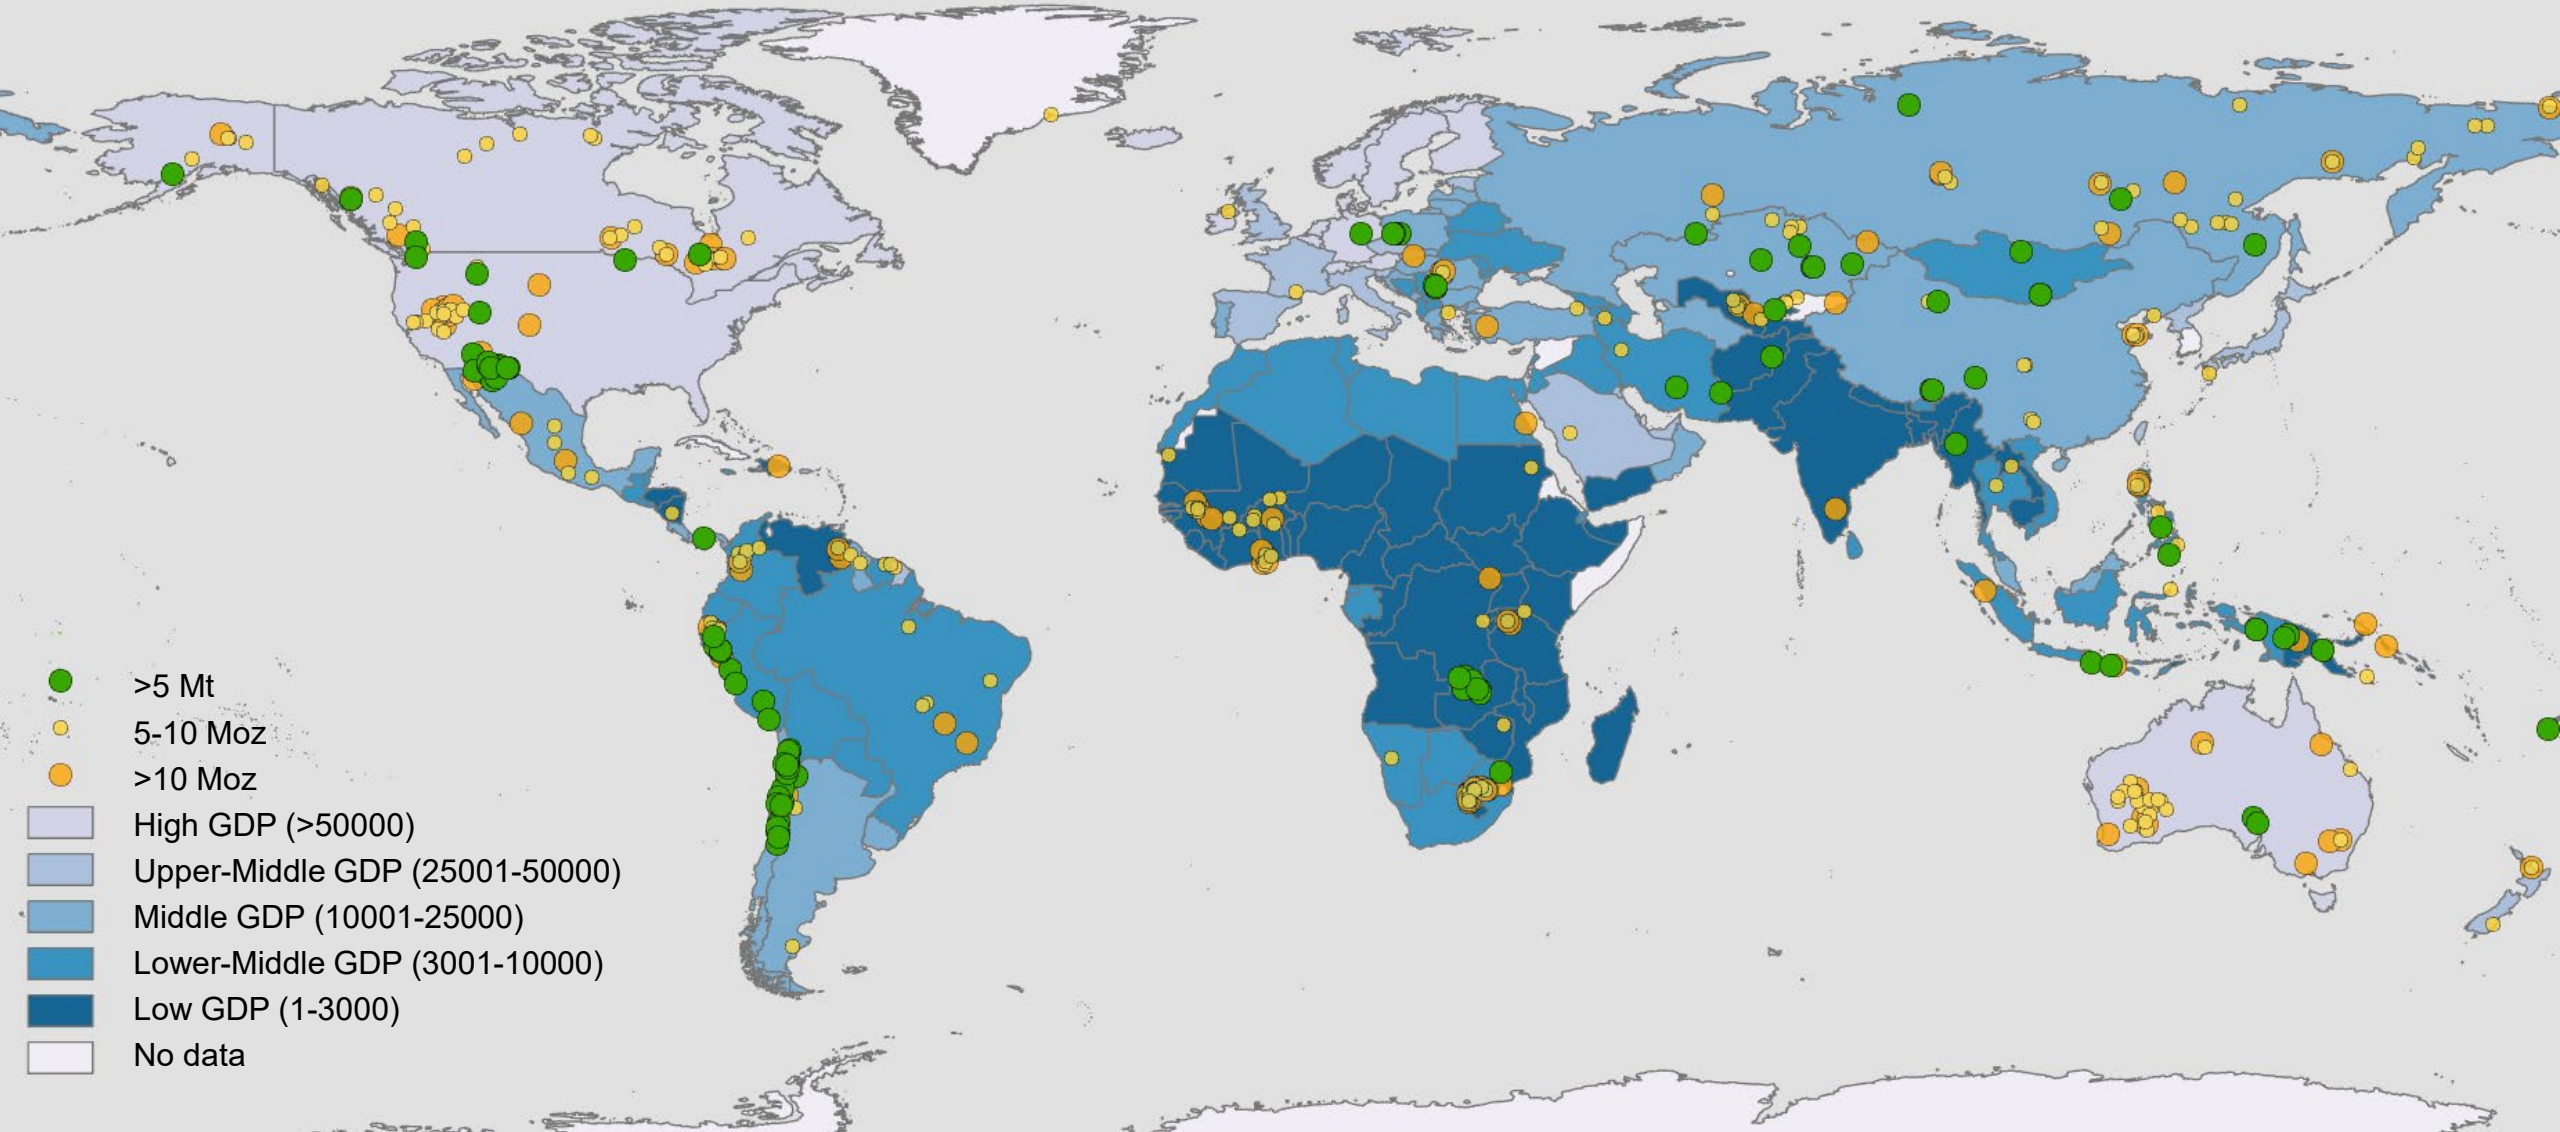 >5 Mt
5-10 Moz
>10 Moz
High GDP (>50000)
Upper-Middle GDP (25001-50000)
Middle GDP (10001-25000)
Lower-Middle GDP (3001-10000)
Low GDP (1-3000)
No data